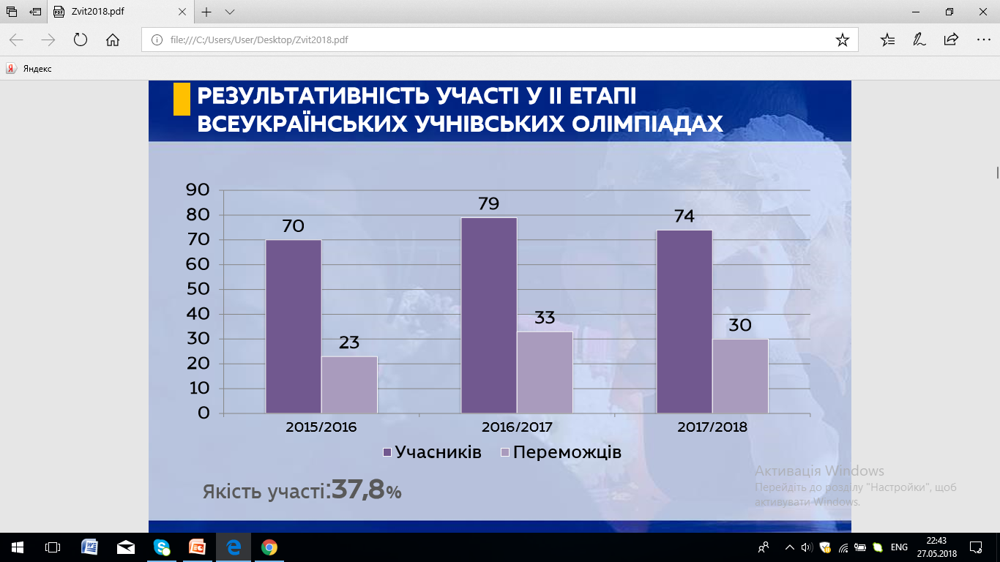 Zvit2018.pdf
file:///C:/Users/User/Desktop/Zvit2018.pdf
Яндекс
РЕЗУЛЬТАТИВНІСТЬ УЧАСТІ У ІІ ЕТАПІ
ВСЕУКРАЇНСЬКИХ УЧНІВСЬКИХ ОЛІМПІАДАХ
90
80
70
60
50
40
30
20
10
0
70
23
79
33
74
30
2015/2016
2016/2017
2017/2018
Учасників
Переможців
Якість участі:37,8%
Активація Windows
Перейдіть до розділу "Настройки", щоб
активувати Windows.
ENG
22:43
27.05.2018